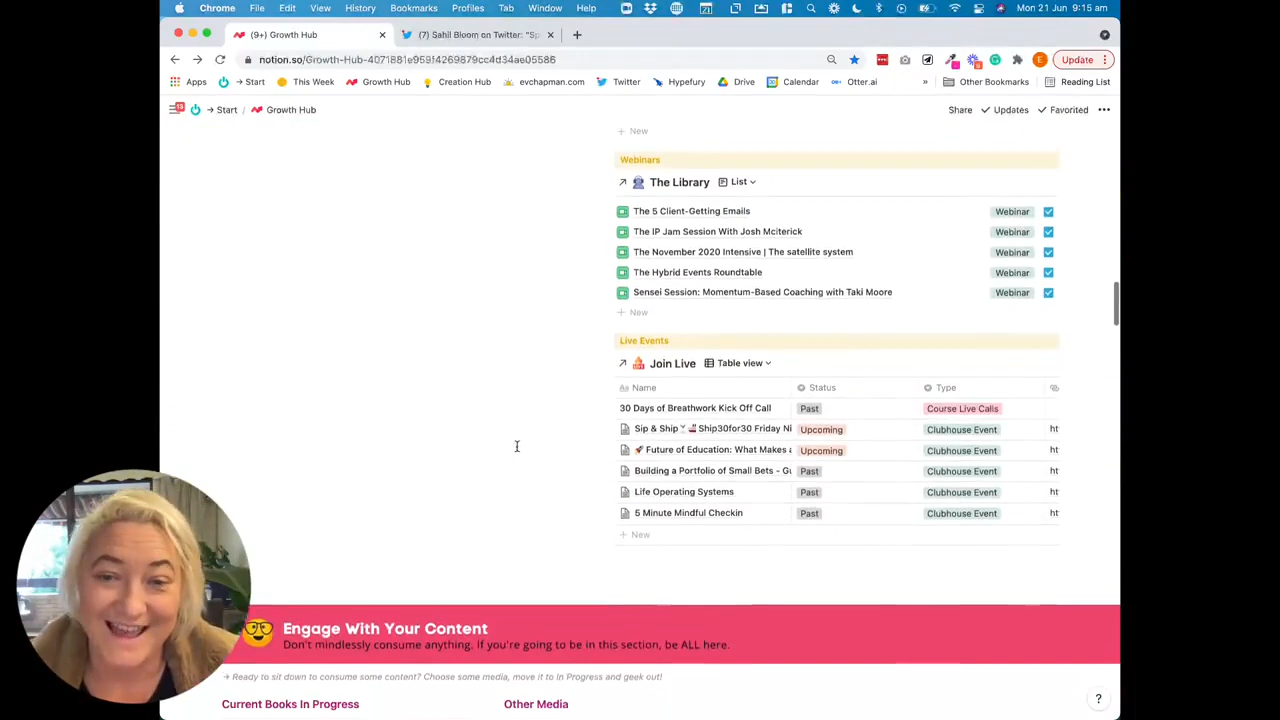 Chrome File Edit View History Bookmarks Profiles Tab Window Help Mon 21 Jun 9:15 am
(9+) Growth Hub (7) Sahil Bloom on Twitter: "Sp
Update
Apps → Start This Week Growth Hub Creation Hub evchapman.com Twitter Hypefury Drive Calendar Otter.ai » Other Bookmarks Reading List
→ Start / Growth Hub Share Updates Favorited •••
+ New
Webinars
The Library List
The 5 Client-Getting Emails Webinar
The IP Jam Session With Josh Mciterick Webinar
The November 2020 Intensive | The satellite system Webinar
The Hybrid Events Roundtable Webinar
Sensei Session: Momentum-Based Coaching with Taki Moore Webinar
+ New
Live Events
Join Live Table view
Aa Name Status Type
30 Days of Breathwork Kick Off Call Past Course Live Calls
Sip & Ship🍸🚢Ship30for30 Friday Ni Upcoming Clubhouse Event ht
🚀 Future of Education: What Makes a Upcoming Clubhouse Event ht
Building a Portfolio of Small Bets - Gu Past Clubhouse Event ht
Life Operating Systems Past Clubhouse Event ht
5 Minute Mindful Checkin Past Clubhouse Event ht
+ New
Engage With Your Content
Don't mindlessly consume anything. If you're going to be in this section, be ALL here.
→ Ready to sit down to consume some content? Choose some media, move it to In Progress and geek out!
Current Books In Progress Other Media
?